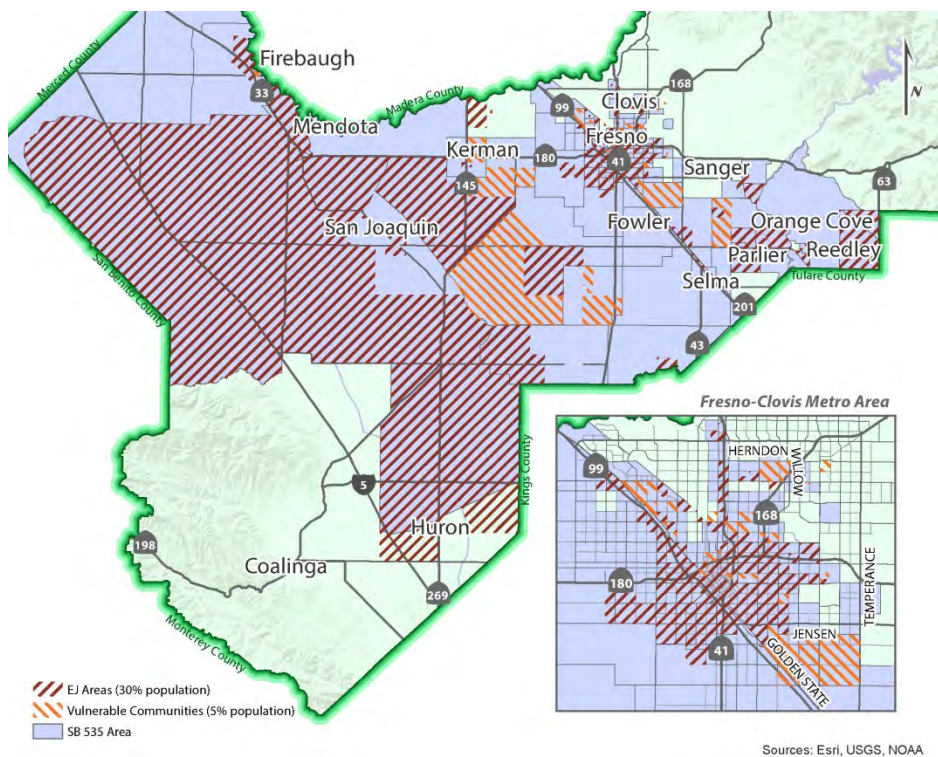 Merced County
Firebaugh
33
Madera County
Mendota
168
99
Clovis
Fresno
N
Kerman
180
41
Sanger
63
145
San Joaquin
Fowler
Orange Cove
Parlier
Reedley
Tulare County
Selma
201
San Benito County
43
Kings County
5
Huron
198
Coalinga
269
Monterey County
Fresno-Clovis Metro Area
HERNDON
WILLOW
99
168
180
TEMPERANCE
JENSEN
41
GOLDEN STATE
EJ Areas (30% population)
Vulnerable Communities (5% population)
SB 535 Area
Sources: Esri, USGS, NOAA